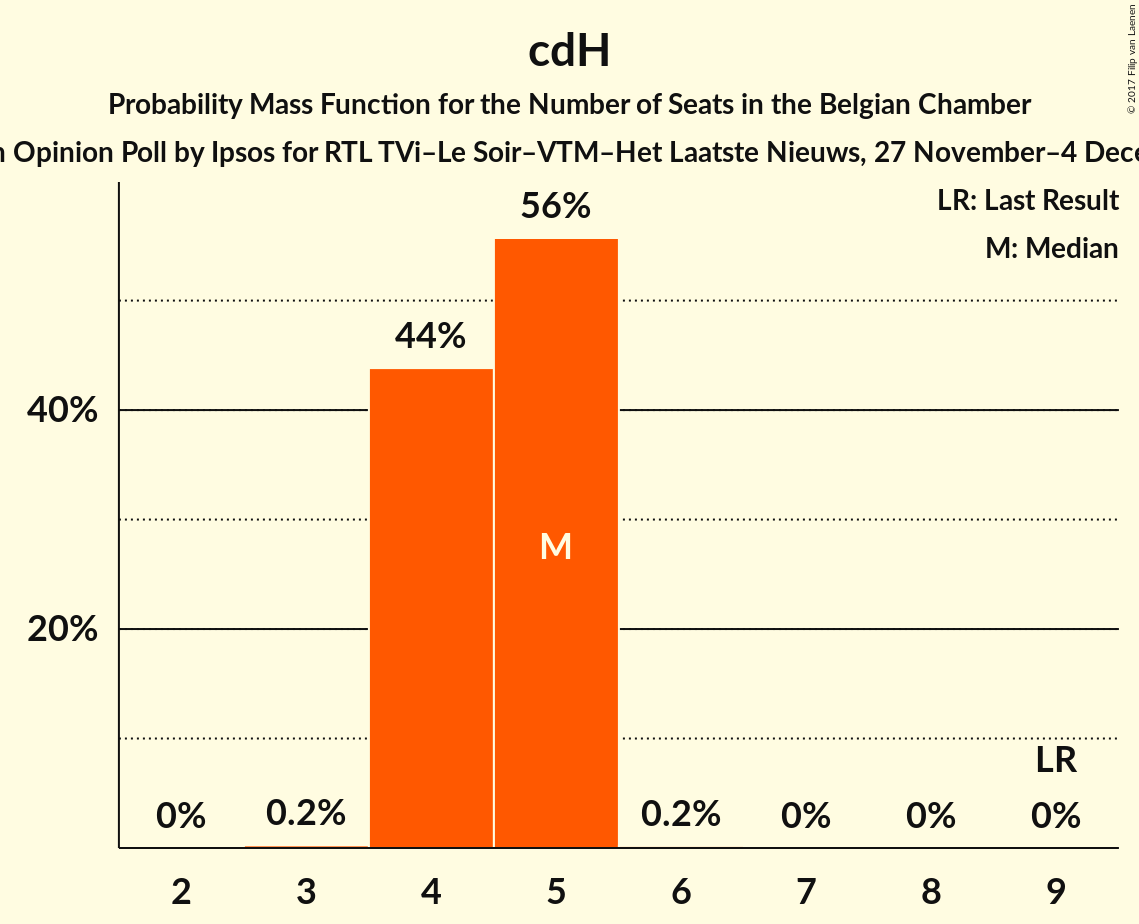 cdH
Probability Mass Function for the Number of Seats in the Belgian Chamber
Opinion Poll by Ipsos for RTL TVi–Le Soir–VTM–Het Laatste Nieuws, 27 November–4
LR: Last Result
M: Median
56%
44%
40%
M
20%
LR
0% 0.2% 0.2% 0% 0% 0%
2 3 4 5 6 7 8 9
© 2017 Filip van Laenen